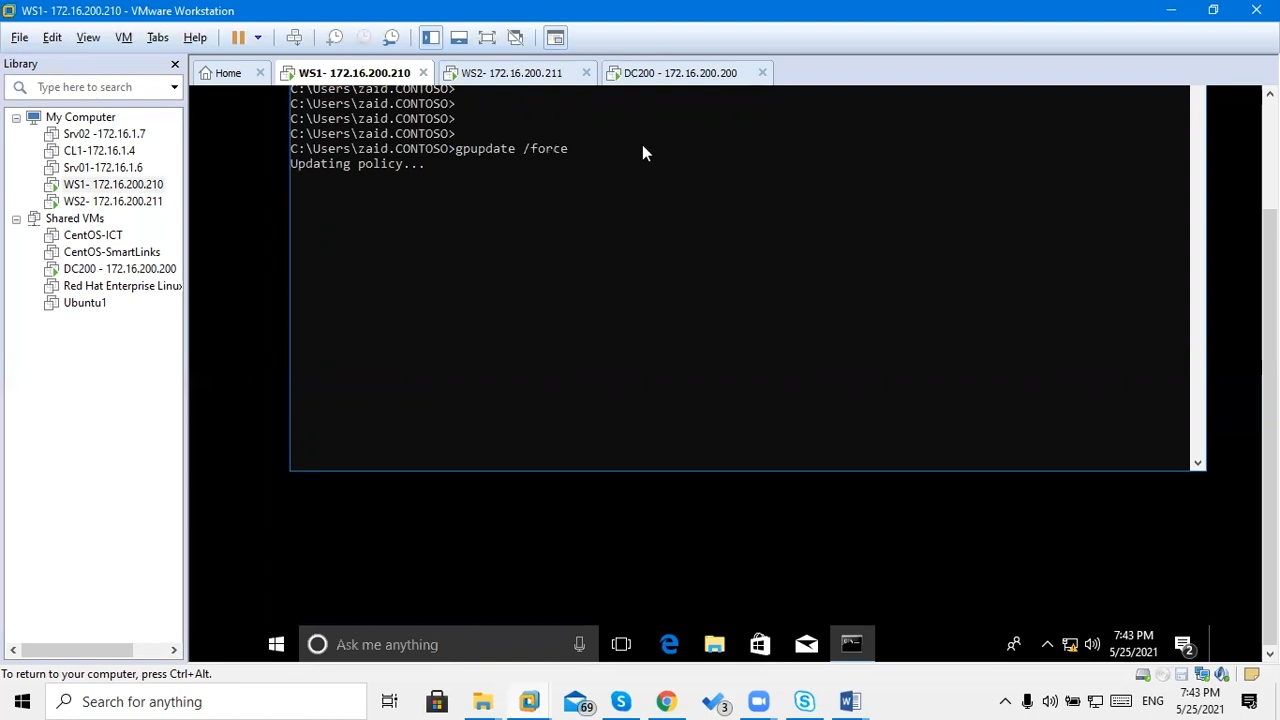 WS1- 172.16.200.210 - VMware Workstation
File Edit View VM Tabs Help
Library
Type here to search
My Computer
Srv02 -172.16.1.7
CL1-172.16.1.4
Srv01-172.16.1.6
WS1- 172.16.200.210
WS2- 172.16.200.211
Shared VMs
CentOS-ICT
CentOS-SmartLinks
DC200 - 172.16.200.200
Red Hat Enterprise Linux
Ubuntu1
Home WS1- 172.16.200.210 WS2- 172.16.200.211 DC200 - 172.16.200.200
C:\Users\zaid.CONTOSO>
C:\Users\zaid.CONTOSO>
C:\Users\zaid.CONTOSO>
C:\Users\zaid.CONTOSO>
C:\Users\zaid.CONTOSO>gpupdate /force
Updating policy...
Ask me anything
7:43 PM
5/25/2021
2
To return to your computer, press Ctrl+Alt.
Search for anything
69
3
ENG
7:43 PM
5/25/2021